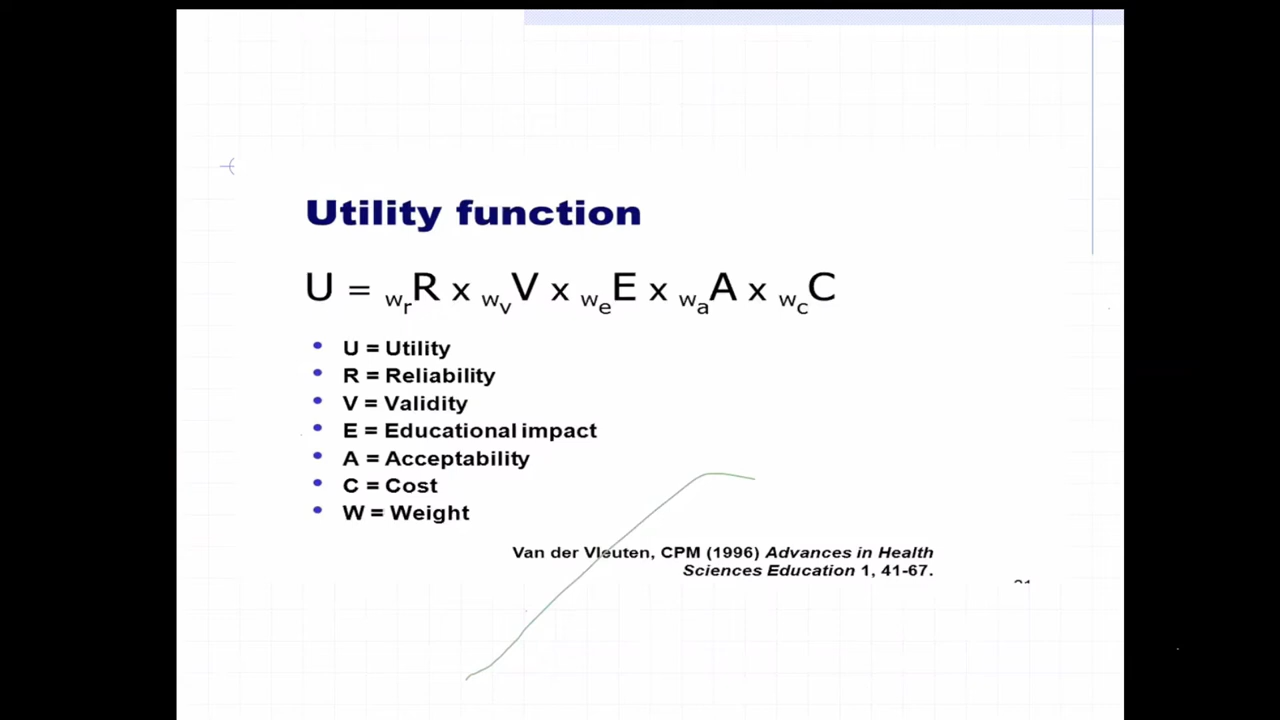 Utility function
U = wrR x wvV x weE x waA x wcC
• U = Utility
• R = Reliability
• V = Validity
• E = Educational impact
• A = Acceptability
• C = Cost
• W = Weight
Van der Vleuten, CPM (1996) Advances in Health
Sciences Education 1, 41-67.